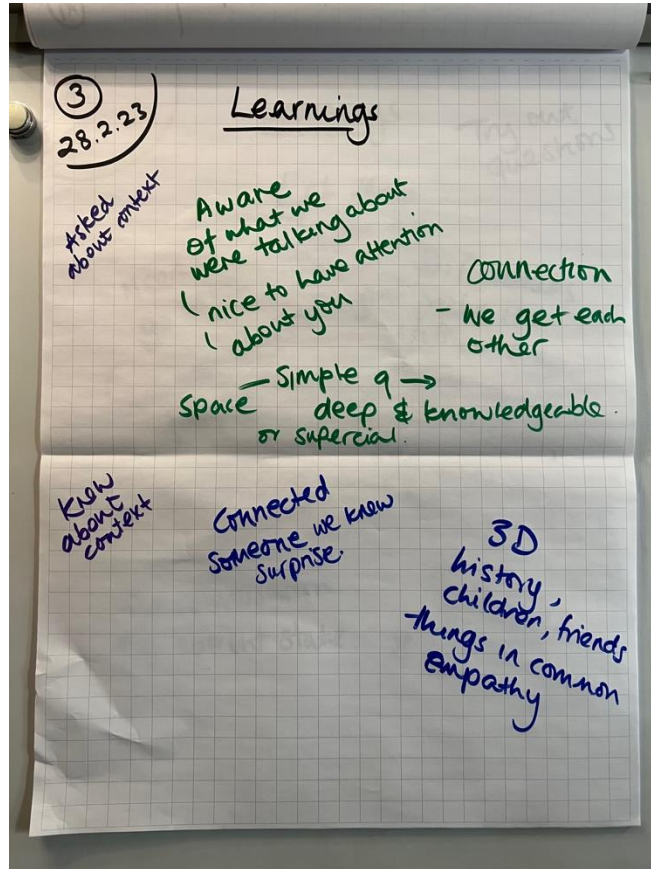 3
28.2.23
Learnings
Asked
about context
Aware
of what we
were talking about
( nice to have attention
( about you
connection
- we get each
other
- Simple q →
space deep & knowledgeable.
or supercial.
Knew
about
context
Connected
Someone we knew
surprise.
3D
history,
children, friends
things in common
empathy